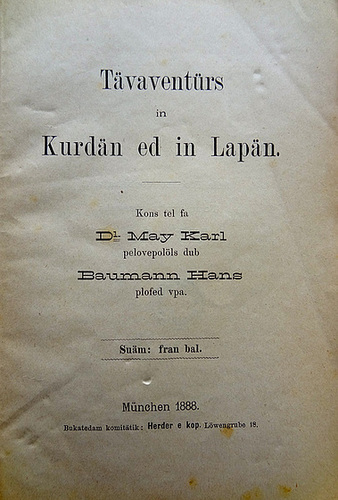 Tävaventürs
in
Kurdän ed in Lapän.
Kons tel fa
Dr. May Karl
pelovepolöls dub
Baumann Hans
plofed vpa.
Suäm: fran bal.
München 1888.
Bukatedam komitätik: Herder e kop. Löwengrube 18.